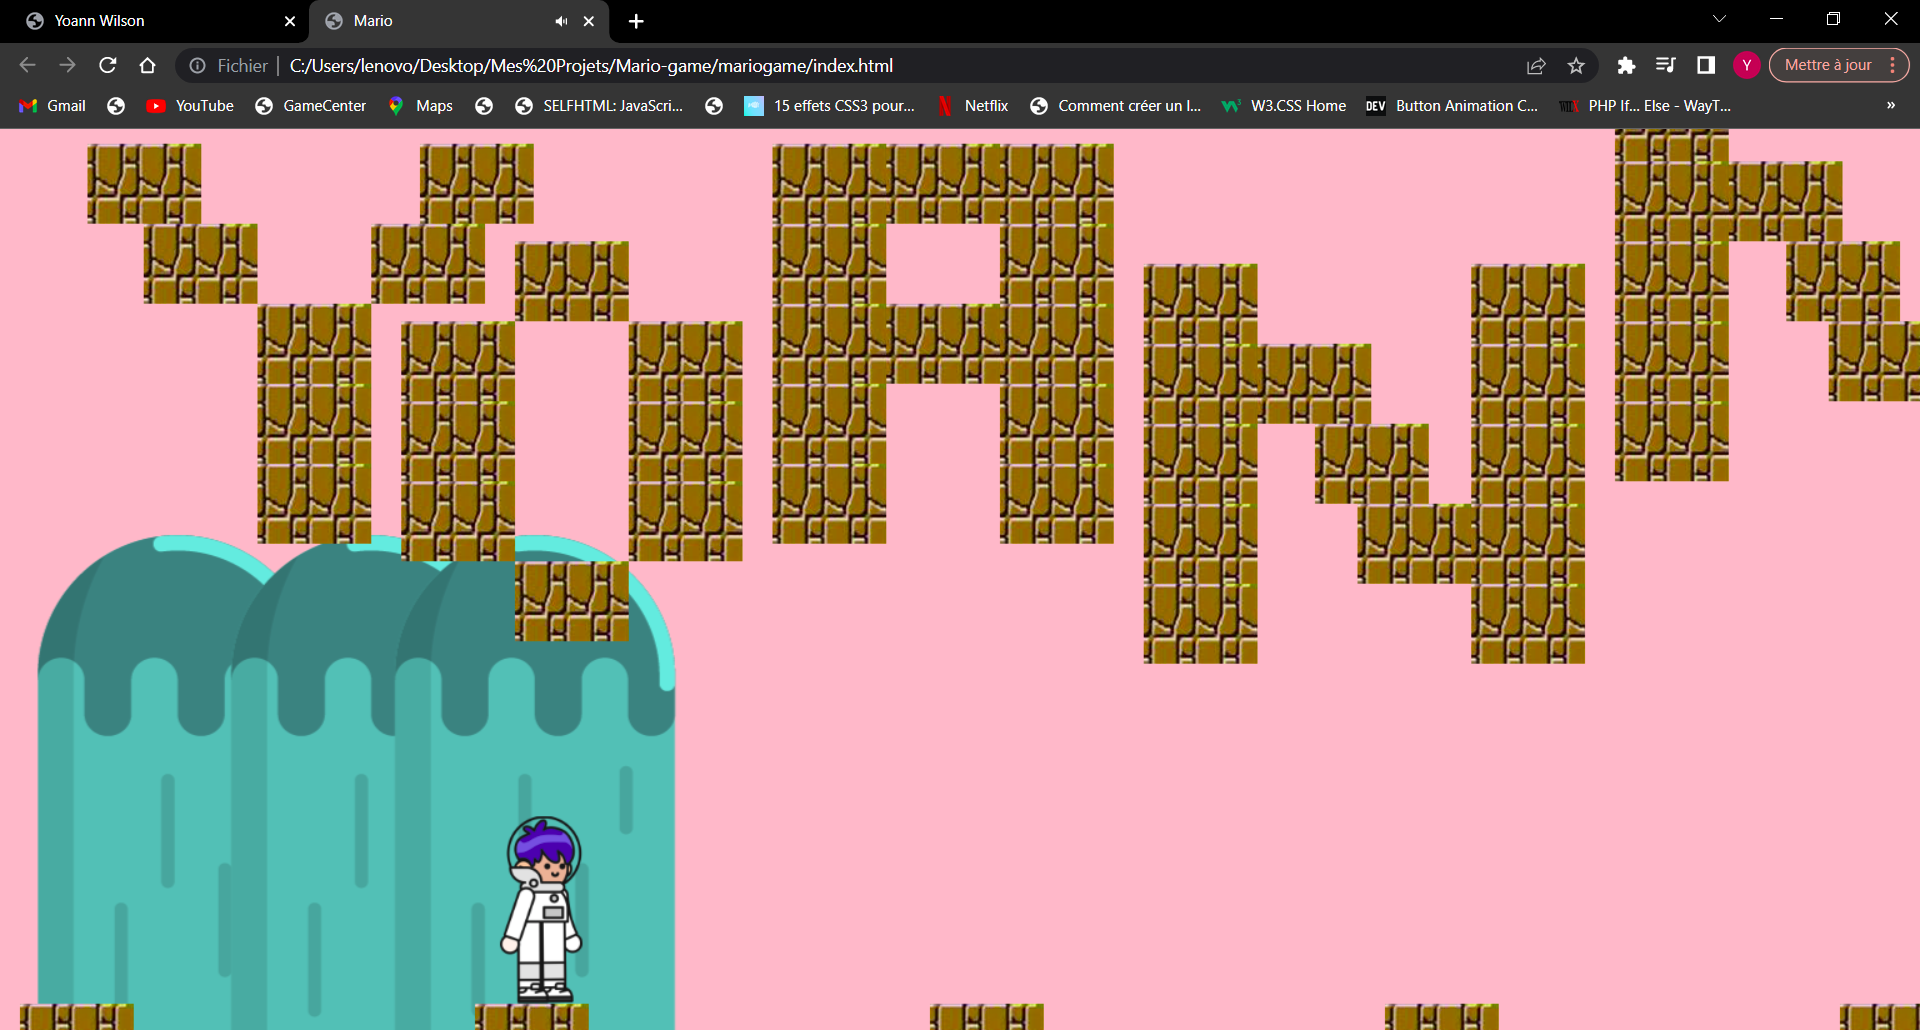 Yoann Wilson
Mario
Fichier C:/Users/lenovo/Desktop/Mes%20Projets/Mario-game/mariogame/index.html
Y
Mettre à jour
Gmail
YouTube
GameCenter
Maps
SELFHTML: JavaScri...
15 effets CSS3 pour...
Netflix
Comment créer un l...
W3.CSS Home
DEV
Button Animation C...
PHP If... Else - WayT...
»
YOANN